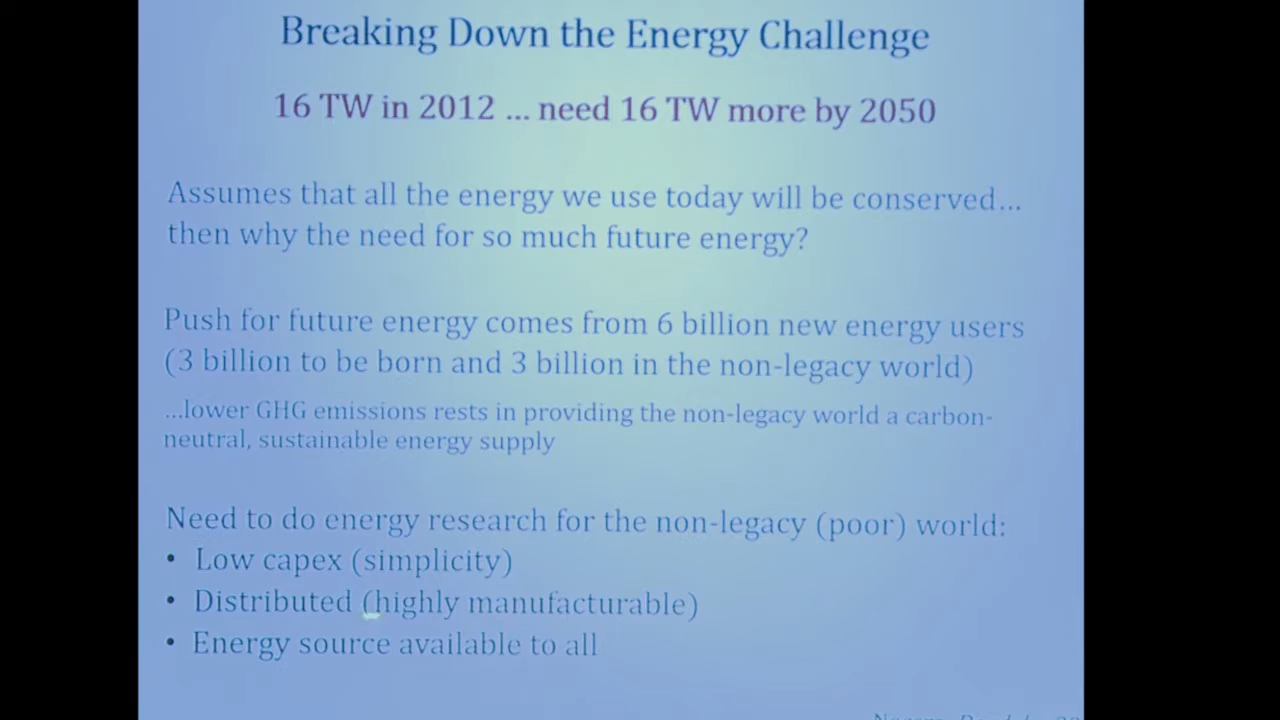 Breaking Down the Energy Challenge
16 TW in 2012 ... need 16 TW more by 2050
Assumes that all the energy we use today will be conserved...
then why the need for so much future energy?
Push for future energy comes from 6 billion new energy users
(3 billion to be born and 3 billion in the non-legacy world)
...lower GHG emissions rests in providing the non-legacy world a carbon-
neutral, sustainable energy supply
Need to do energy research for the non-legacy (poor) world:
• Low capex (simplicity)
• Distributed (highly manufacturable)
• Energy source available to all